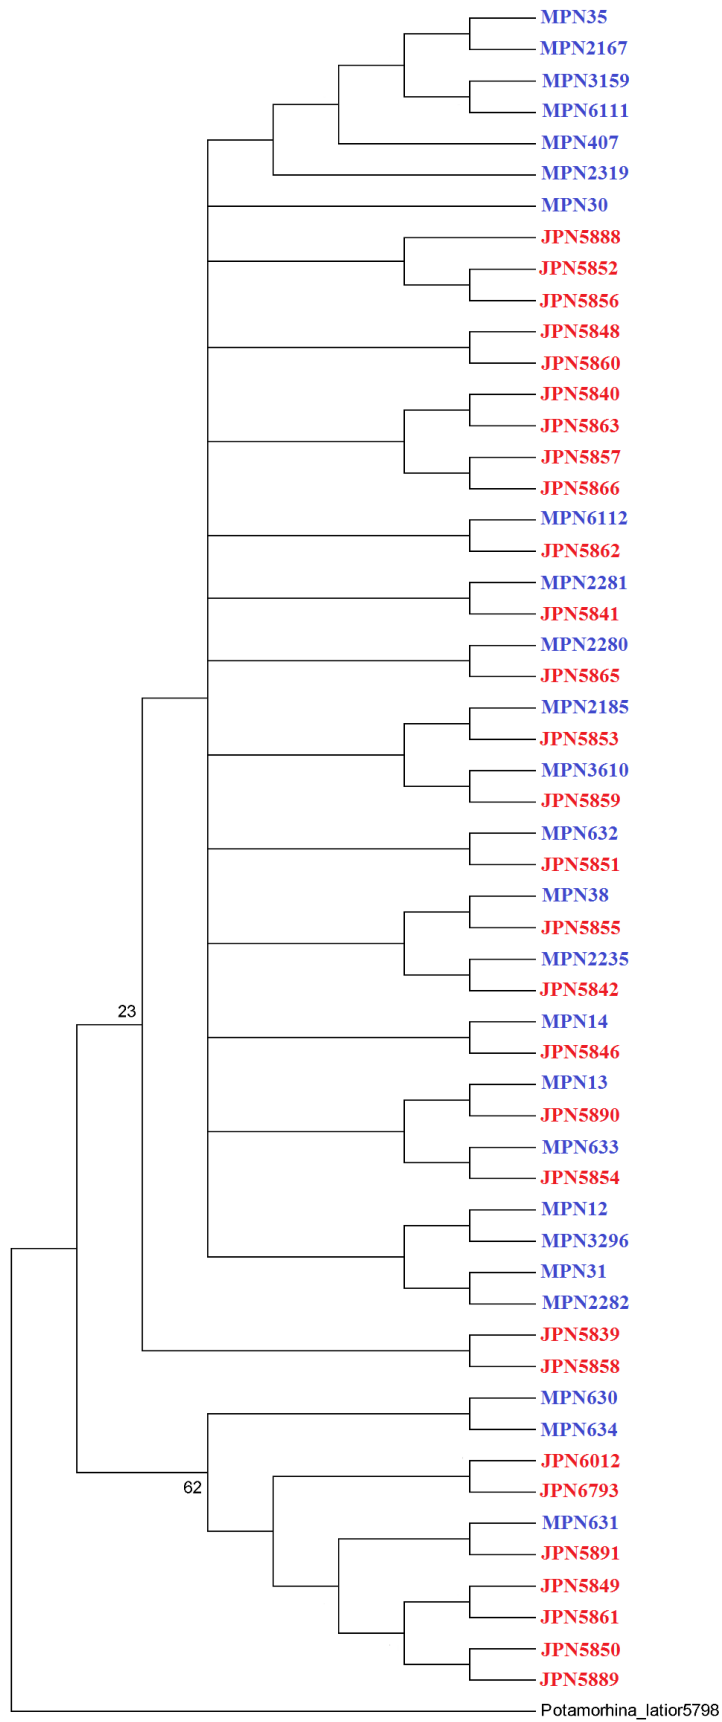 MPN35
MPN2167
MPN3159
MPN6111
MPN407
MPN2319
MPN30
JPN5888
JPN5852
JPN5856
JPN5848
JPN5860
JPN5840
JPN5863
JPN5857
JPN5866
MPN6112
JPN5862
MPN2281
JPN5841
MPN2280
JPN5865
MPN2185
JPN5853
MPN3610
JPN5859
MPN632
JPN5851
MPN38
JPN5855
MPN2235
JPN5842
23
MPN14
JPN5846
MPN13
JPN5890
MPN633
JPN5854
MPN12
MPN3296
MPN31
MPN2282
JPN5839
JPN5858
MPN630
MPN634
JPN6012
62
JPN6793
MPN631
JPN5891
JPN5849
JPN5861
JPN5850
JPN5889
Potamorhina_latior5798